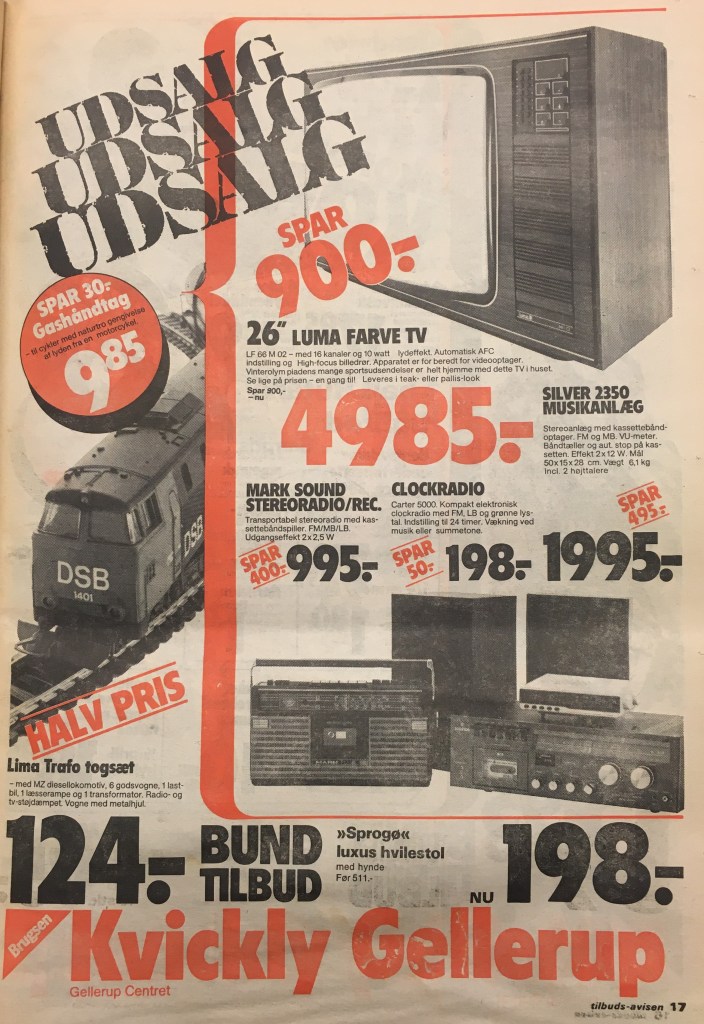 UDSALG
UDSALG
UDSALG
SPAR
900.-
SPAR 30.-
Gashåndtag
– til cykler med naturtro gengivelse
af lyden fra en motorcykel.
985
26" LUMA FARVE TV
LF 66 M 02 – med 16 kanaler og 10 watt lydeffekt. Automatisk AFC
indstilling og High-focus billedrør. Apparatet er for beredt for videooptager.
Vinterolym piadens mange sportsudsendelser er helt hjemme med dette TV i huset.
Se lige på prisen – en gang til! Leveres i teak- eller pallis-look
Spar 900,-
– nu
4985.-
SILVER 2350
MUSIKANLÆG
Stereoanlæg med kassettebånd-
optager. FM og MB. VU-meter.
Båndtæller og aut. stop på kas-
setten. Effekt 2x12 W. Mål
50x15x28 cm. Vægt 6,1 kg
Incl. 2 højttalere
SPAR
495.-
1995.-
MARK SOUND
STEREORADIO/REC.
Transportabel stereoradio med kas-
settebåndspiller. FM/MB/LB.
Udgangseffekt 2x2,5 W
SPAR
400.-
995.-
CLOCKRADIO
Carter 5000. Kompakt elektronisk
clockradio med FM, LB og grønne lys-
tal. Indstilling til 24 timer. Vækning ved
musik eller summetone.
SPAR
50.-
198.-
DSB
DSB
1401
HALV PRIS
Lima Trafo togsæt
– med MZ diesellokomotiv, 6 godsvogne, 1 last-
bil, 1 læsserampe og 1 transformator. Radio- og
tv-støjdæmpet. Vogne med metalhjul.
124.-
BUND
TILBUD
»Sprogø«
luxus hvilestol
med hynde
Før 511.-
NU 198.-
Brugsen
Kvickly Gellerup
Gellerup Centret
tilbuds-avisen 17